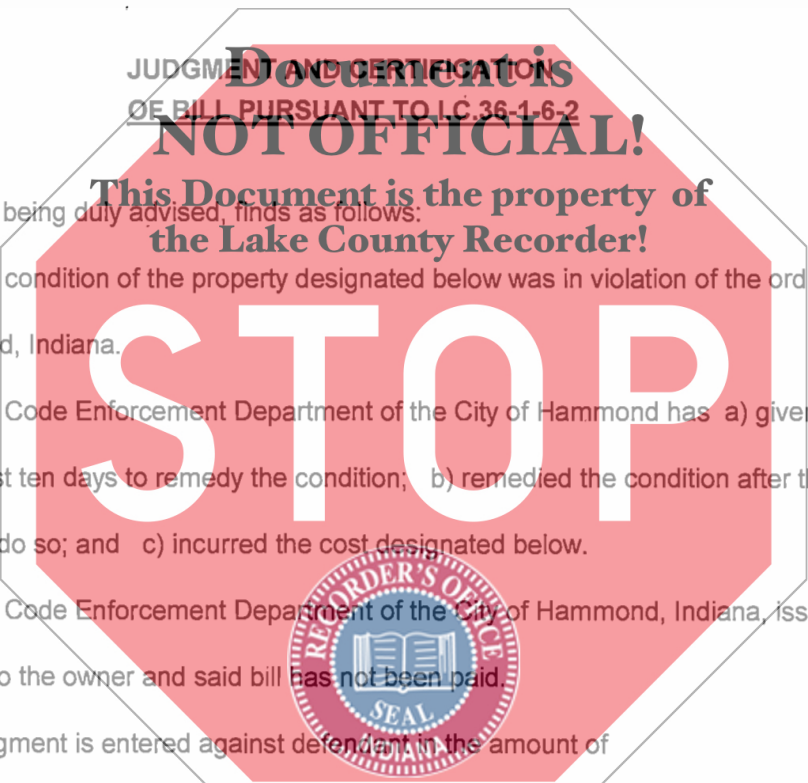 JUDGMENT AND CERTIFICATION
Document is
OF BILL PURSUANT TO I.C.36-1-6-2
NOT OFFICIAL!
This Document is the property of
being duly advised, finds as follows:
the Lake County Recorder!
condition of the property designated below was in violation of the ord
d, Indiana.
STOP
Code Enforcement Department of the City of Hammond has a) given
st ten days to remedy the condition; b) remedied the condition after th
do so; and c) incurred the cost designated below.
RECORDER'S OFFICE
Code Enforcement Department of the City of Hammond, Indiana, iss
o the owner and said bill has not been paid.
SEAL
INDIANA
gment is entered against defendant in the amount of